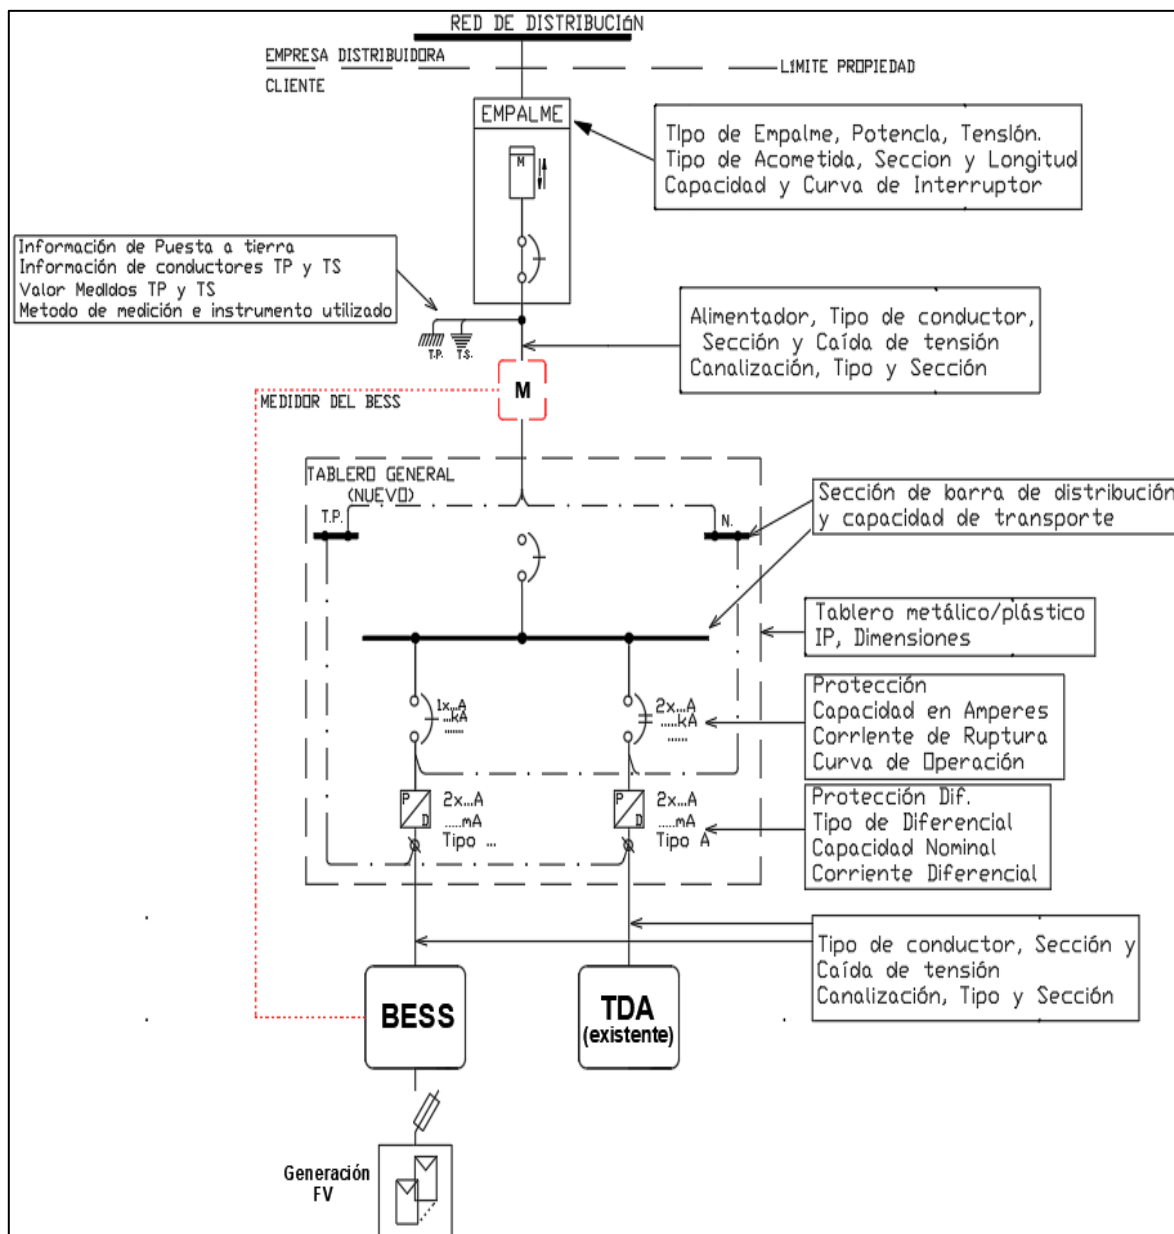 RED DE DISTRIBUCIóN
EMPRESA DISTRIBUIDORA
LíMITE PROPIEDAD
CLIENTE
EMPALME
M
Tipo de Empalme, Potencia, Tensión.
Tipo de Acometida, Seccion y Longitud
Capacidad y Curva de Interruptor
Información de Puesta a tierra
Información de conductores TP y TS
Valor Medidos TP y TS
Metodo de medición e instrumento utilizado
T.P. T.S.
Alimentador, Tipo de conductor,
Sección y Caída de tensión
Canalización, Tipo y Sección
M
MEDIDOR DEL BESS
TABLERO GENERAL
(NUEVO)
T.P.
N.
Sección de barra de distribución
y capacidad de transporte
Tablero metálico/plástico
IP, Dimensiones
1x...A
...kA
.......
2x...A
.....kA
......
Protección
Capacidad en Amperes
Corriente de Ruptura
Curva de Operación
P
D
2x...A
.....mA
Tipo ...
P
D
2x...A
.....mA
Tipo A
Protección Dif.
Tipo de Diferencial
Capacidad Nominal
Corriente Diferencial
Tipo de conductor, Sección y
Caída de tensión
Canalización, Tipo y Sección
BESS
TDA
(existente)
Generación
FV